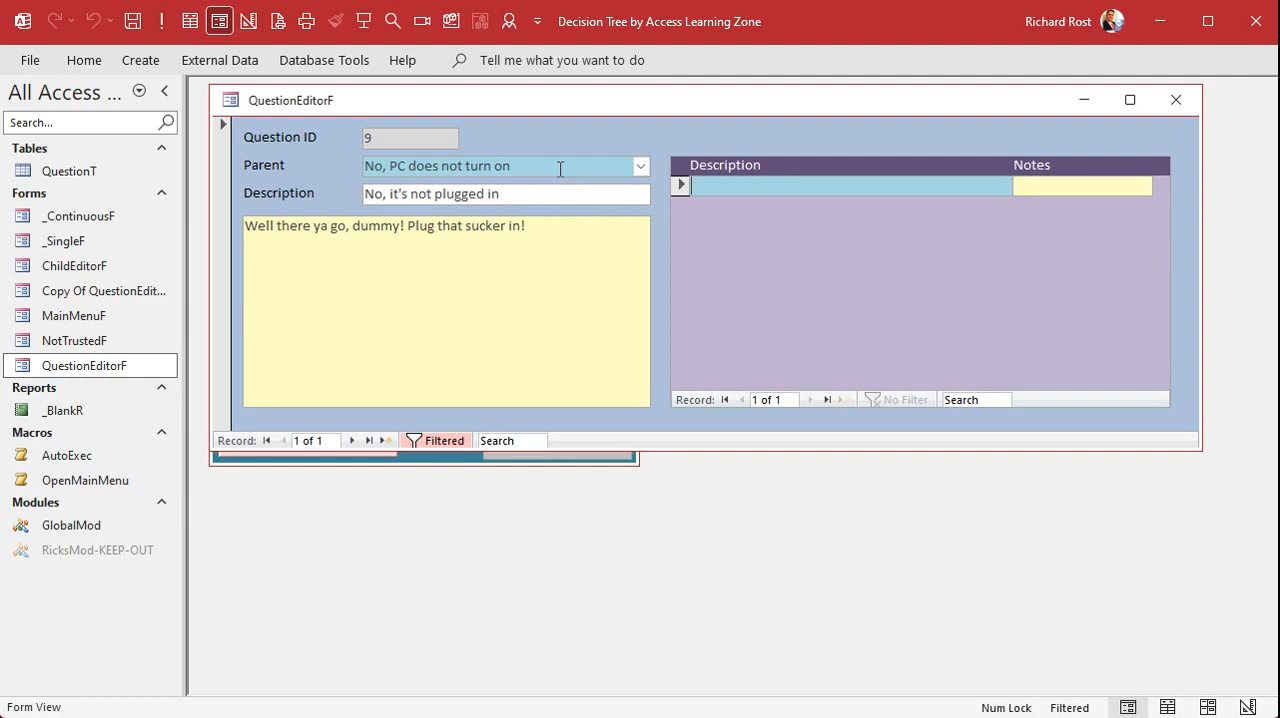 Decision Tree by Access Learning Zone
Richard Rost
File Home Create External Data Database Tools Help Tell me what you want to do
All Access ...
Search...
Tables
QuestionT
Forms
_ContinuousF
_SingleF
ChildEditorF
Copy Of QuestionEdit...
MainMenuF
NotTrustedF
QuestionEditorF
Reports
_BlankR
Macros
AutoExec
OpenMainMenu
Modules
GlobalMod
RicksMod-KEEP-OUT
QuestionEditorF
Question ID 9
Parent No, PC does not turn on
Description No, it's not plugged in
Well there ya go, dummy! Plug that sucker in!
Description Notes
Record: 1 of 1 No Filter Search
Record: 1 of 1 Filtered Search
Form View
Num Lock Filtered